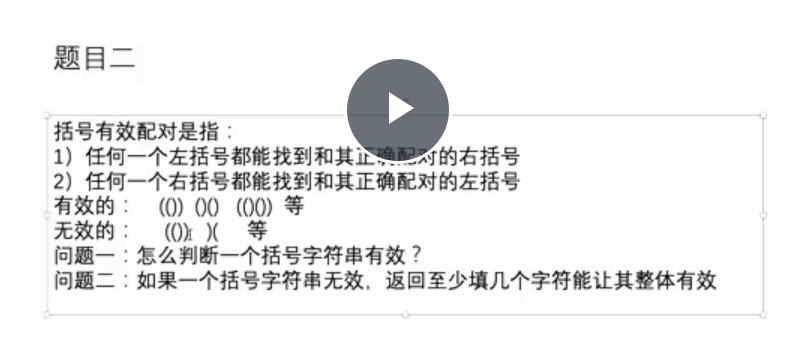 题目二
括号有效配对是指：
1）任何一个左括号都能找到和其正确配对的右括号
2）任何一个右括号都能找到和其正确配对的左括号
有效的： (()) ()() (()()) 等
无效的： (() )( 等
问题一：怎么判断一个括号字符串有效？
问题二：如果一个括号字符串无效，返回至少填几个字符能让其整体有效